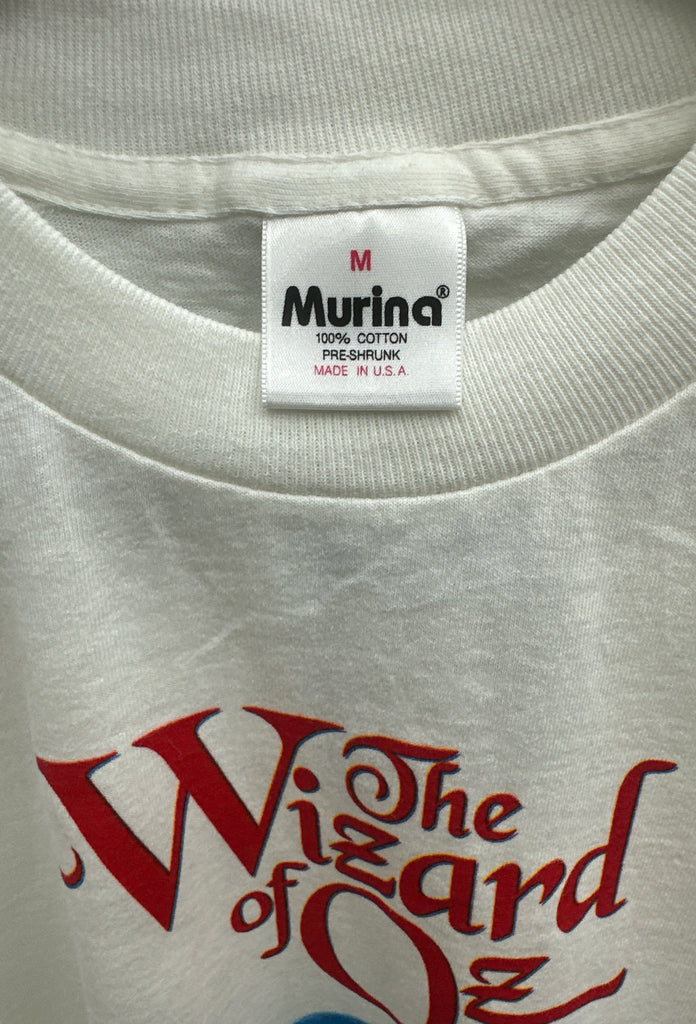 M
Murina®
100% COTTON
PRE-SHRUNK
MADE IN U.S.A.
The
Wizard
of Oz